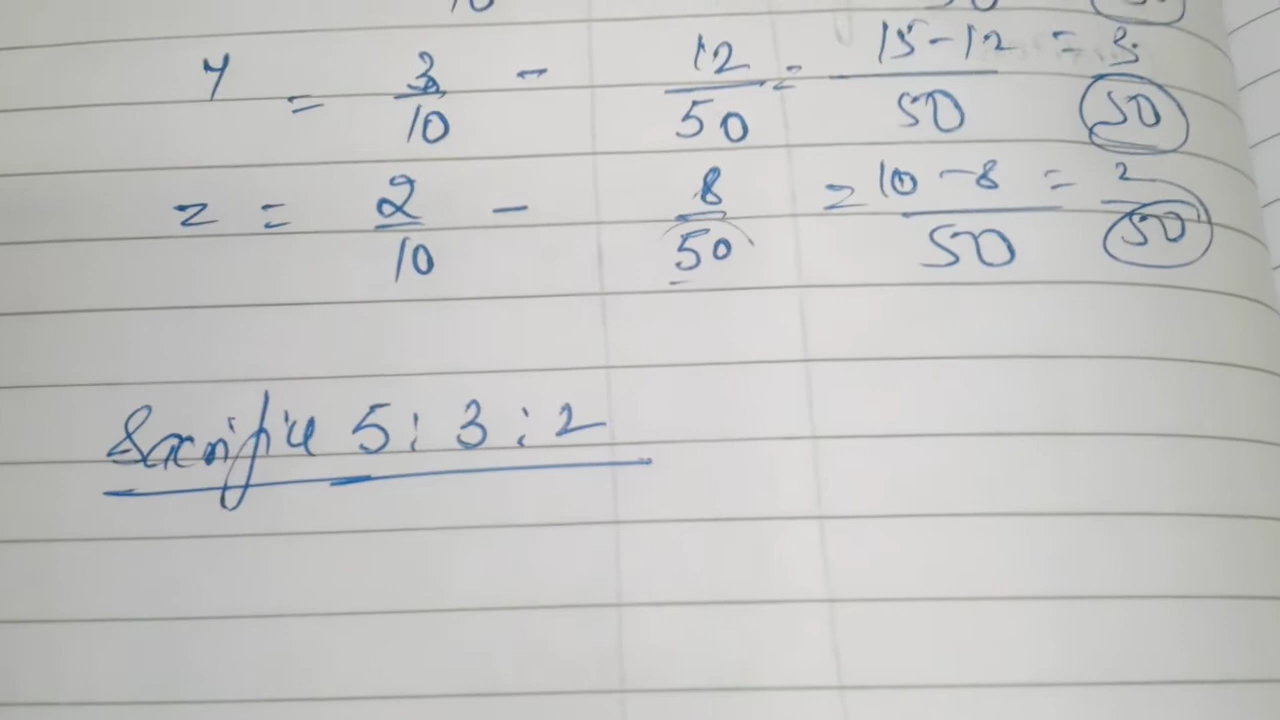 10
Y = 3/10 - 12/50 = 15-12/50 = 3/50
z = 2/10 - 8/50 = 10-8/50 = 2/50
Sacrifice 5:3:2